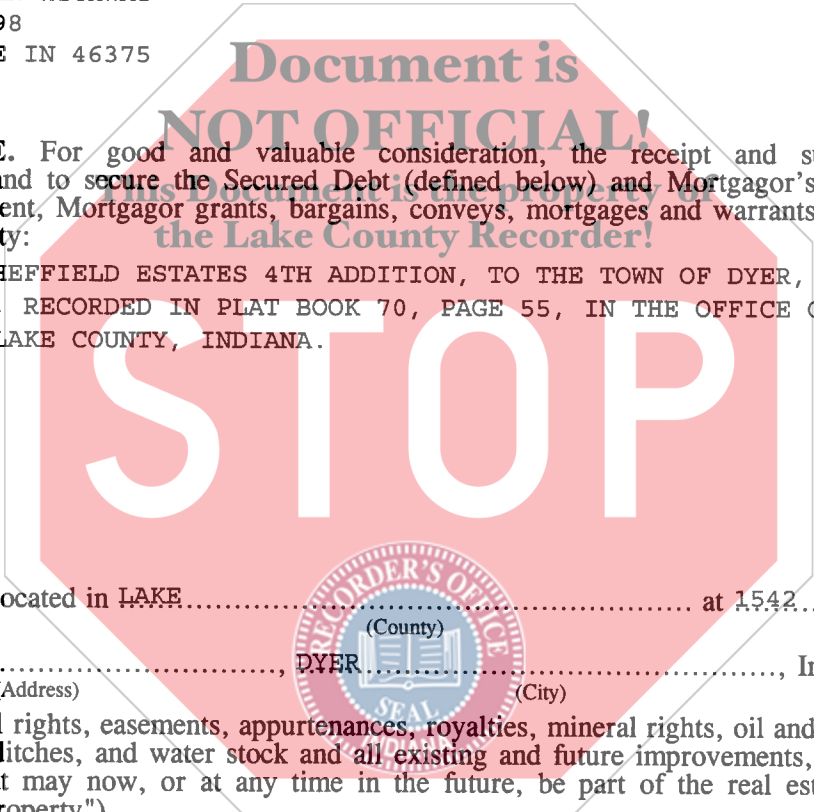 98
E IN 46375
Document is
NOT OFFICIAL!
E. For good and valuable consideration, the receipt and
and to secure the Secured Debt (defined below) and Mortgagor's
This Document is the property of
ent, Mortgagor grants, bargains, conveys, mortgages and warrants
ty:
the Lake County Recorder!
HEFFIELD ESTATES 4TH ADDITION, TO THE TOWN OF DYER,
RECORDED IN PLAT BOOK 70, PAGE 55, IN THE OFFICE
LAKE COUNTY, INDIANA.
STOP
RECORDER'S OFFICE
ocated in LAKE at 1542
(County)
, DYER, In
(Address) (City)
SEAL
INDIANA
l rights, easements, appurtenances, royalties, mineral rights, oil and
ditches, and water stock and all existing and future improvements,
t may now, or at any time in the future, be part of the real est
roperty")